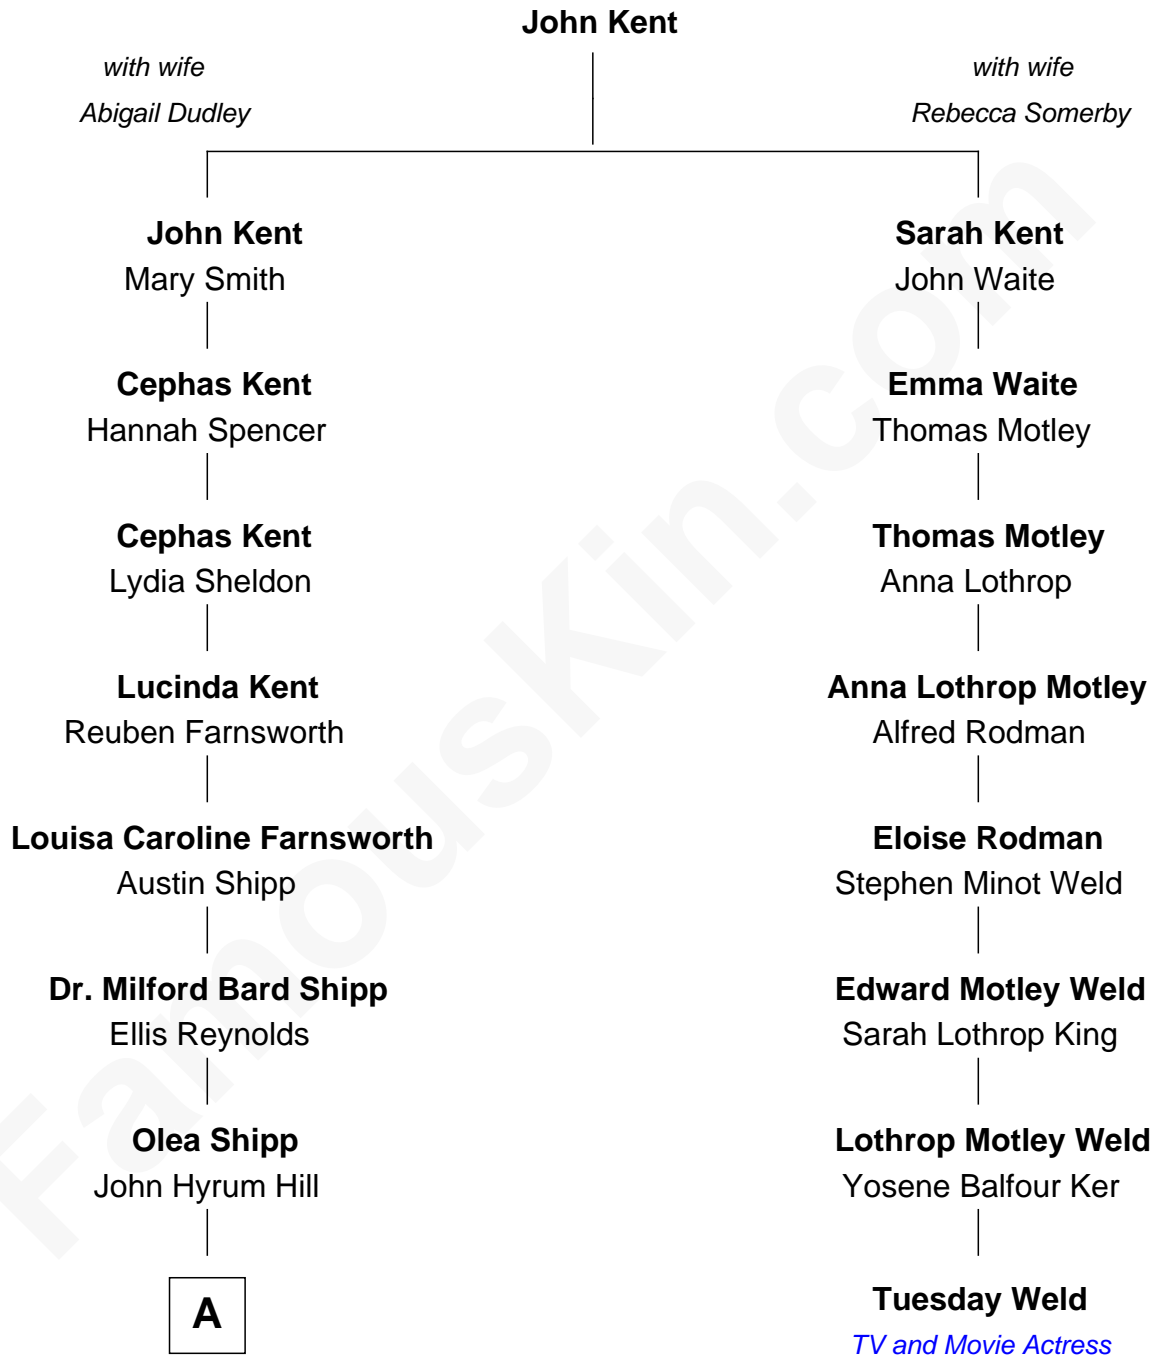 John Kent
with wife
with wife
Abigail Dudley
Rebecca Somerby
John Kent
Sarah Kent
Mary Smith
John Waite
Cephas Kent
Emma Waite
Hannah Spencer
Thomas Motley
Cephas Kent
Thomas Motley
Lydia Sheldon
Anna Lothrop
Lucinda Kent
Anna Lothrop Motley
Reuben Farnsworth
Alfred Rodman
Louisa Caroline Farnsworth
Eloise Rodman
Austin Shipp
Stephen Minot Weld
Dr. Milford Bard Shipp
Edward Motley Weld
Ellis Reynolds
Sarah Lothrop King
Olea Shipp
Lothrop Motley Weld
John Hyrum Hill
Yosene Balfour Ker
A
Tuesday Weld
TV and Movie Actress
FamousKin.com